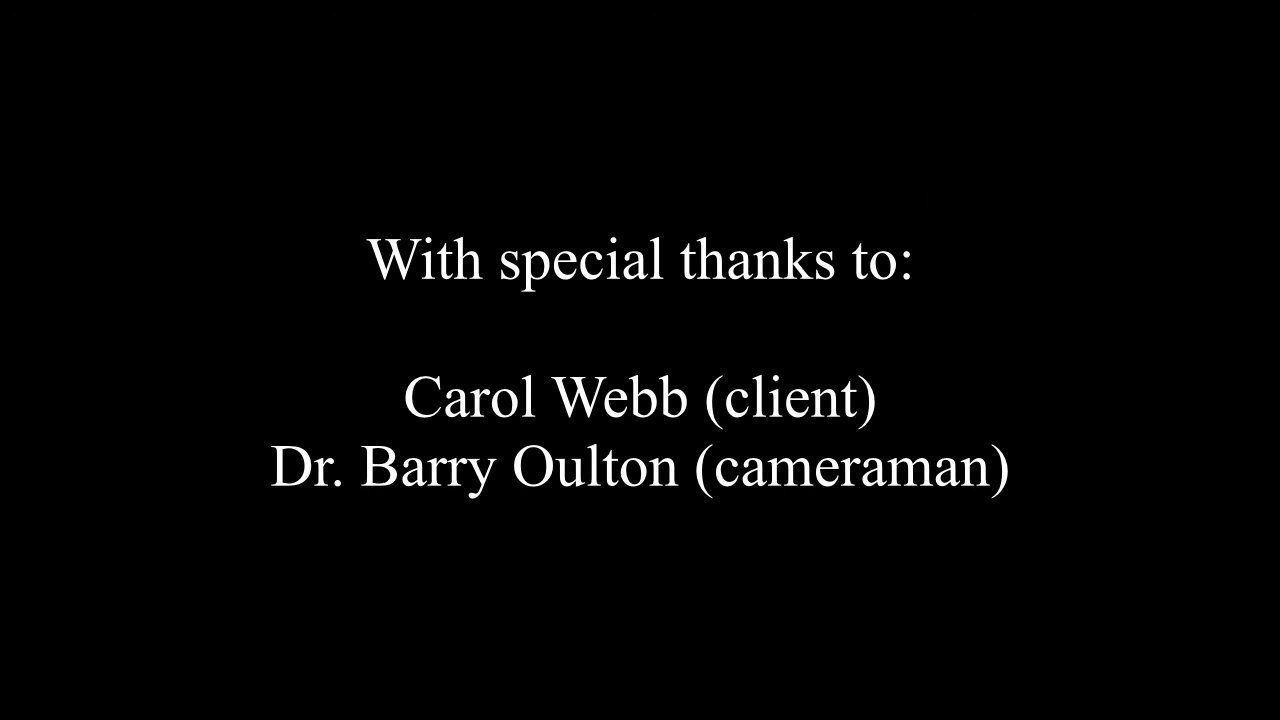 With special thanks to:
Carol Webb (client)
Dr. Barry Oulton (cameraman)